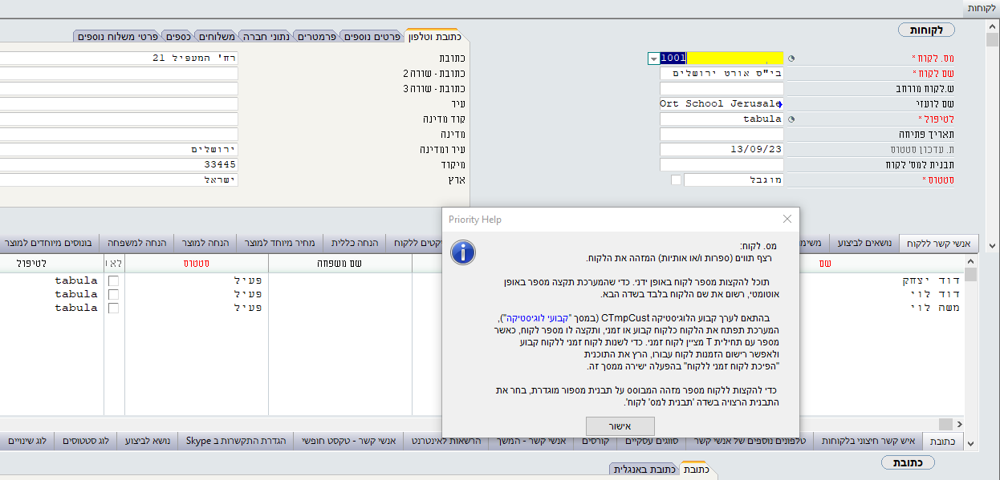 לקוחות
לקוחות
מס. לקוח *
1001
שם לקוח *
בי"ס אורט ירושלים
ש.לקוח מורחב
שם לועזי
Ort School Jerusale
לטיפול *
tabula
תאריך פתיחה
ת. עדכון סטטוס
13/09/23
תבנית למס' לקוח
סטטוס *
מוגבל
כתובת וטלפון
פרטים נוספים
פרמטרים
נתוני חברה
משלוחים
כספים
פרטי משלוח נוספים
כתובת
רח' המעפיל 21
כתובת - שורה 2
כתובת - שורה 3
עיר
קוד מדינה
מדינה
עיר ומדינה
ירושלים
מיקוד
33445
ארץ
ישראל
אנשי קשר ללקוח
נושאים לביצוע
משימ
יקטים ללקוח
הנחה כללית
מחיר מיוחד למוצר
הנחה למוצר
הנחה למשפחה
בונוסים מיוחדים למוצר
שם
שם משפחה
סטטוס
לא ו
לטיפול
דוד יצחק
פעיל
tabula
דוד לוי
פעיל
tabula
משה לוי
פעיל
tabula
Priority Help
מס. לקוח:
רצף תווים (ספרות ו/או אותיות) המזהה את הלקוח.
תוכל להקצות מספר לקוח באופן ידני. כדי שהמערכת תקצה מספר באופן
אוטומטי, רשום את שם הלקוח בלבד בשדה הבא.
בהתאם לערך קבוע הלוגיסטיקה CTmpCust (במסך "קבועי לוגיסטיקה"),
המערכת תפתח את הלקוח כלקוח קבוע או זמני, ותקצה לו מספר לקוח, כאשר
מספר עם תחילית T מציין לקוח זמני. כדי לשנות לקוח זמני ללקוח קבוע
ולאפשר רישום הזמנות לקוח עבורו, הרץ את התוכנית
"הפיכת לקוח זמני ללקוח" בהפעלה ישירה ממסך זה.
כדי להקצות ללקוח מספר מזהה המבוסס על תבנית מספור מוגדרת, בחר את
התבנית הרצויה בשדה 'תבנית למס' לקוח'.
אישור
כתובת
איש קשר חיצוני בלקוחות
טלפונים נוספים של אנשי קשר
סווגים עסקיים
קורסים
אנשי קשר - המשך
הרשאות לאינטרנט
אנשי קשר - טקסט חופשי
הגדרת התקשרות ב Skype
נושא לביצוע
לוג סטטוסים
לוג שינויים
כתובת
כתובת
כתובת באנגלית